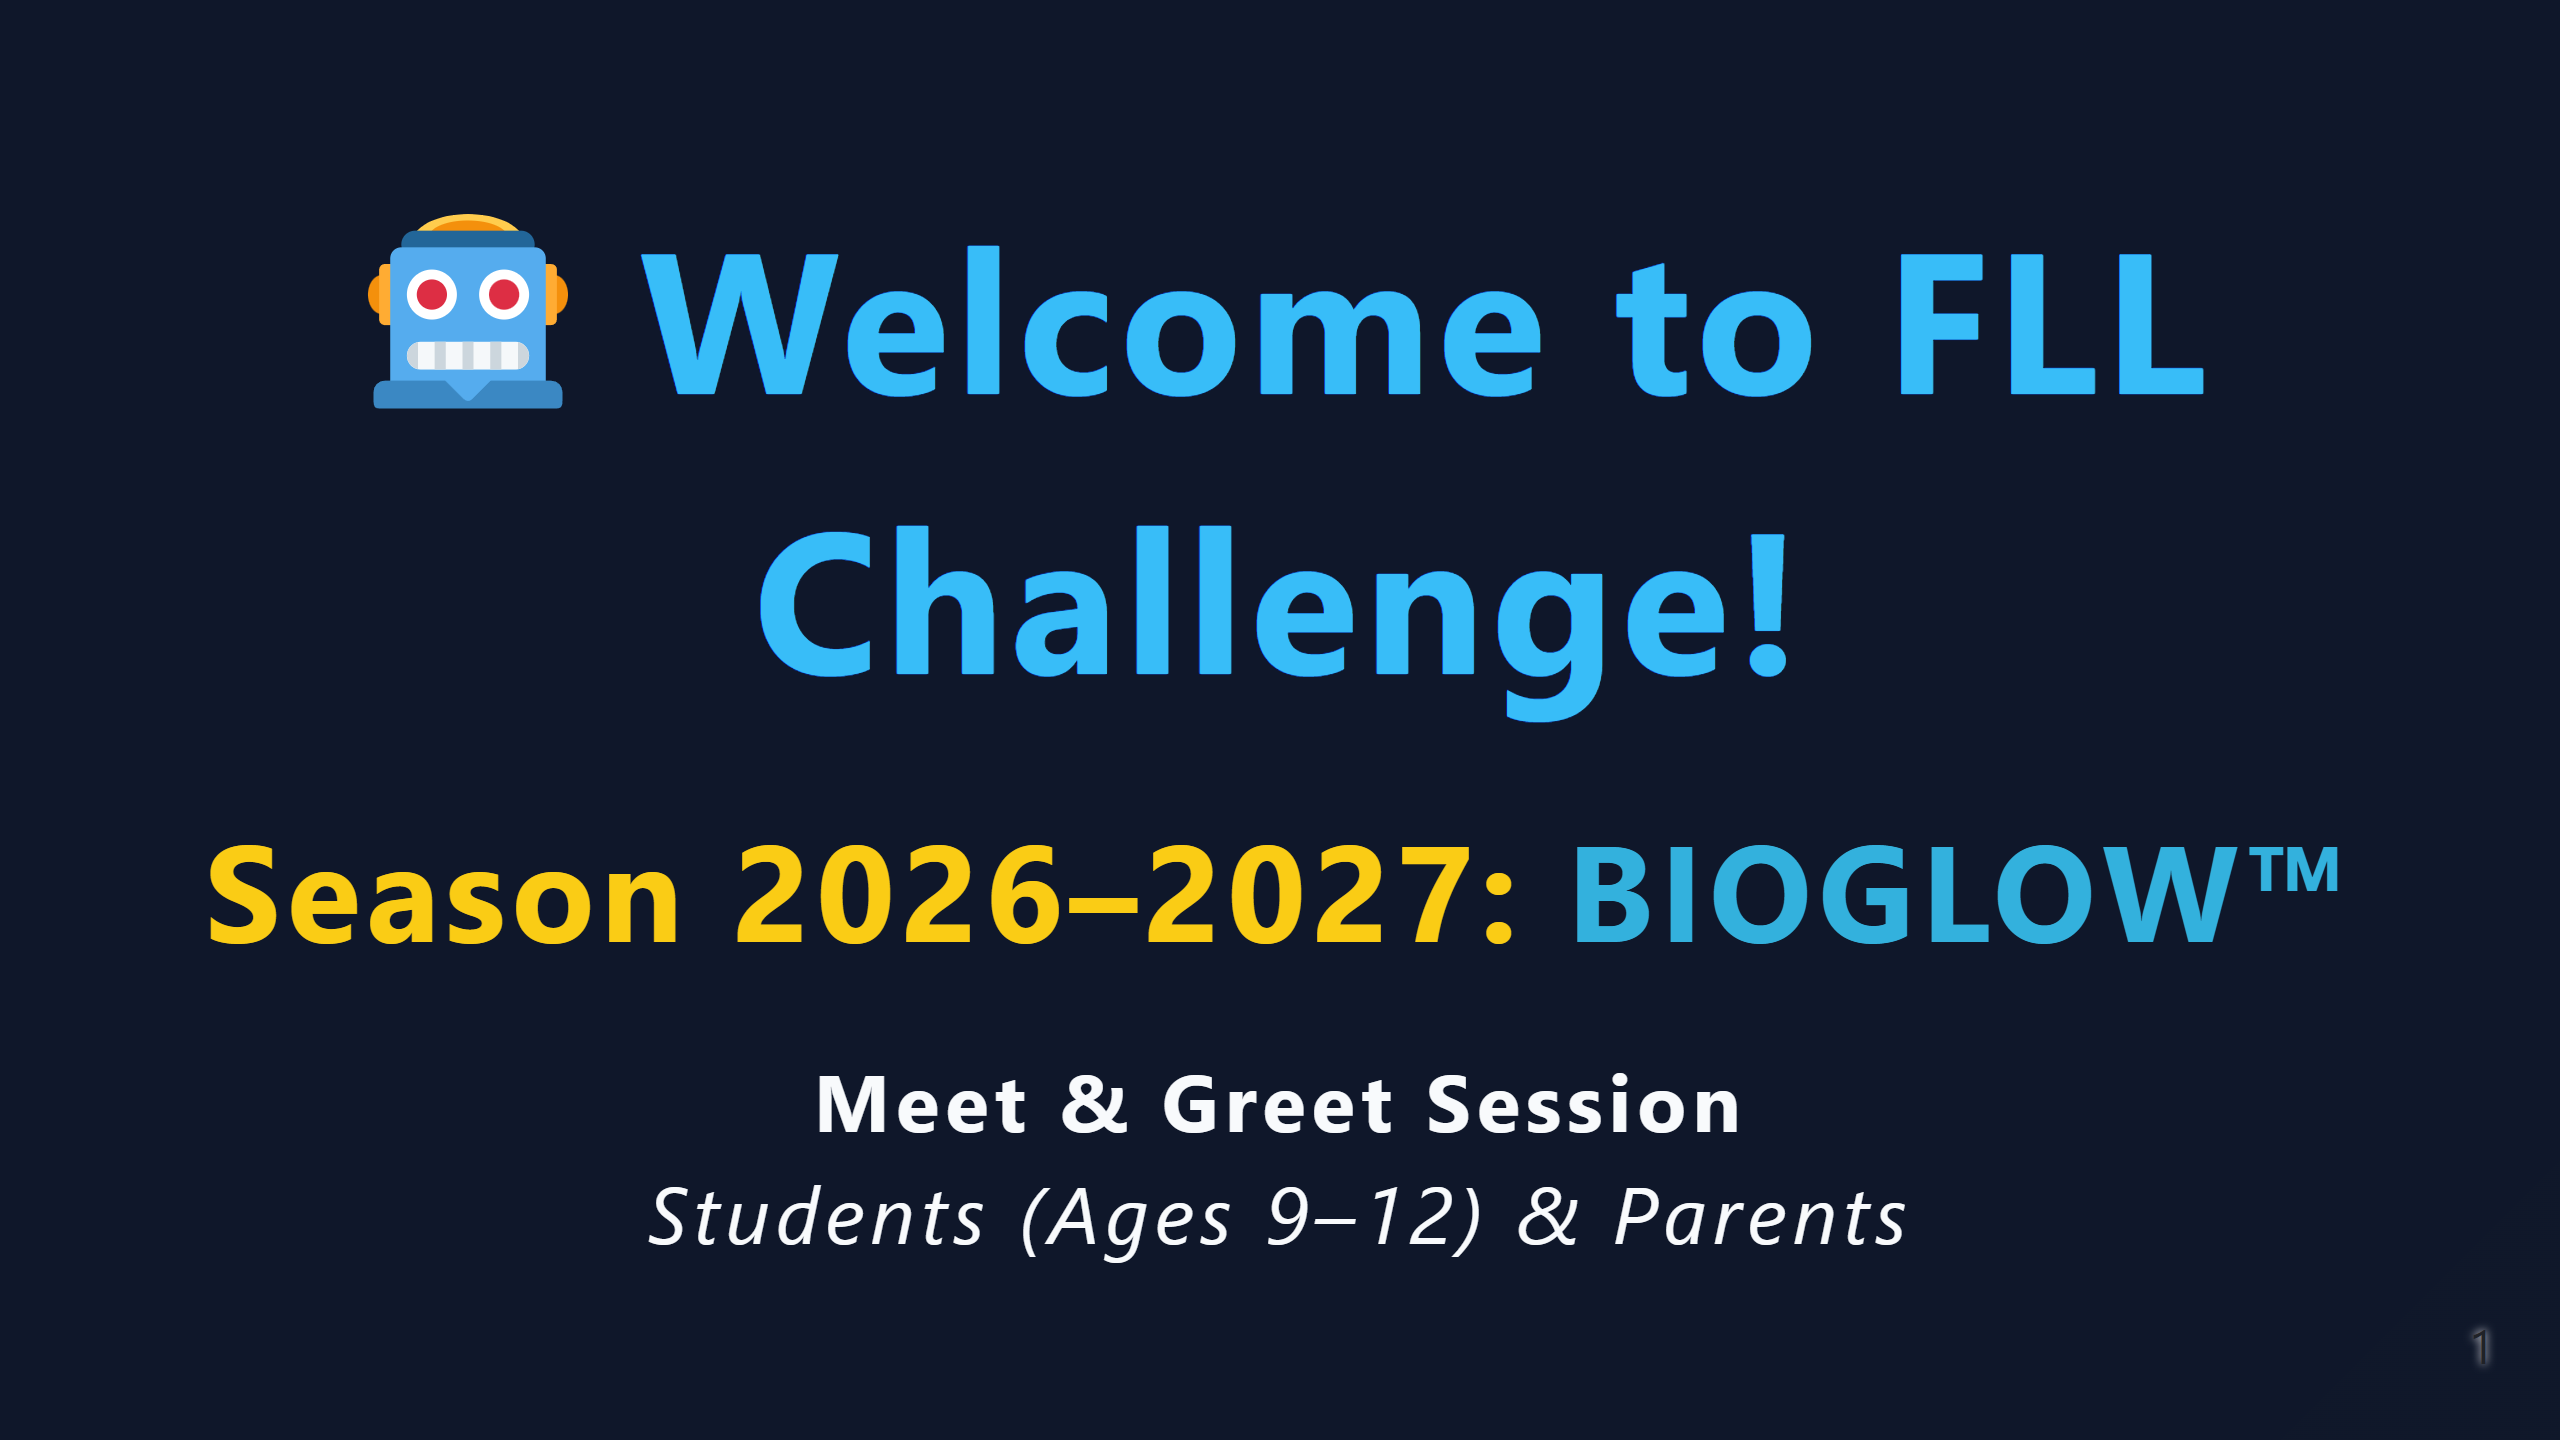 Welcome to FLL
Challenge!
Season 2026–2027: BIOGLOW™
Meet & Greet Session
Students (Ages 9–12) & Parents
1